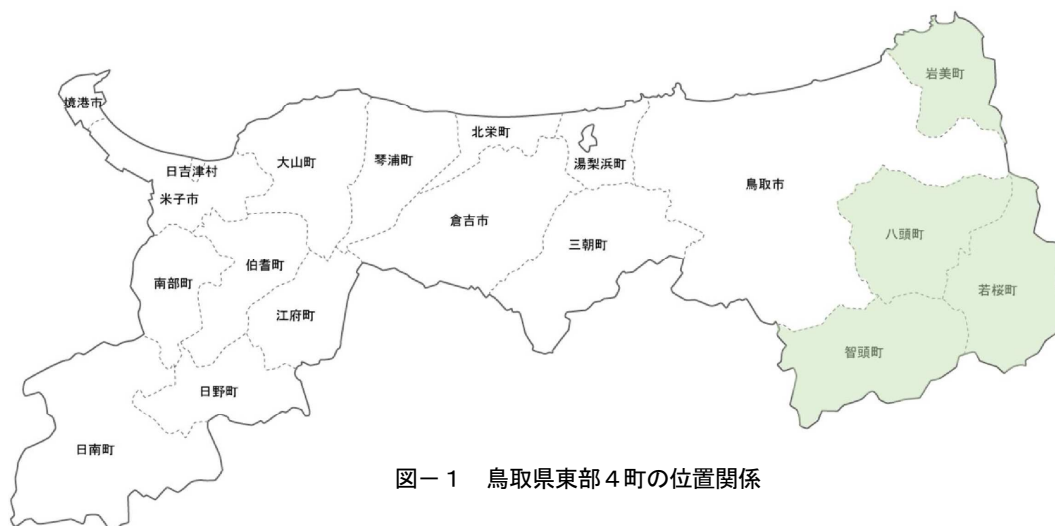 岩美町
境港市
北栄町
大山町
琴浦町
湯梨浜町
日吉津村
鳥取市
米子市
倉吉市
八頭町
三朝町
伯耆町
南部町
若桜町
江府町
智頭町
日野町
日南町
図－1　鳥取県東部４町の位置関係